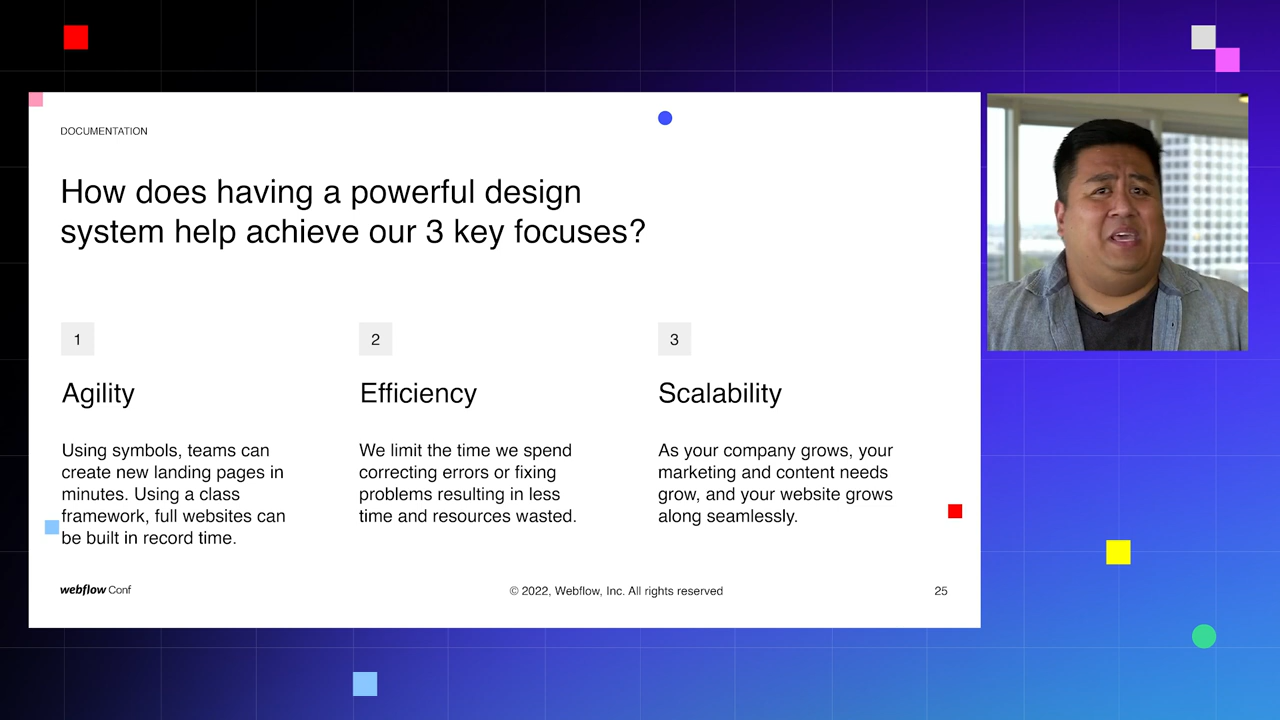 DOCUMENTATION
How does having a powerful design
system help achieve our 3 key focuses?
1
Agility
Using symbols, teams can
create new landing pages in
minutes. Using a class
framework, full websites can
be built in record time.
2
Efficiency
We limit the time we spend
correcting errors or fixing
problems resulting in less
time and resources wasted.
3
Scalability
As your company grows, your
marketing and content needs
grow, and your website grows
along seamlessly.
webflow Conf
© 2022, Webflow, Inc. All rights reserved
25